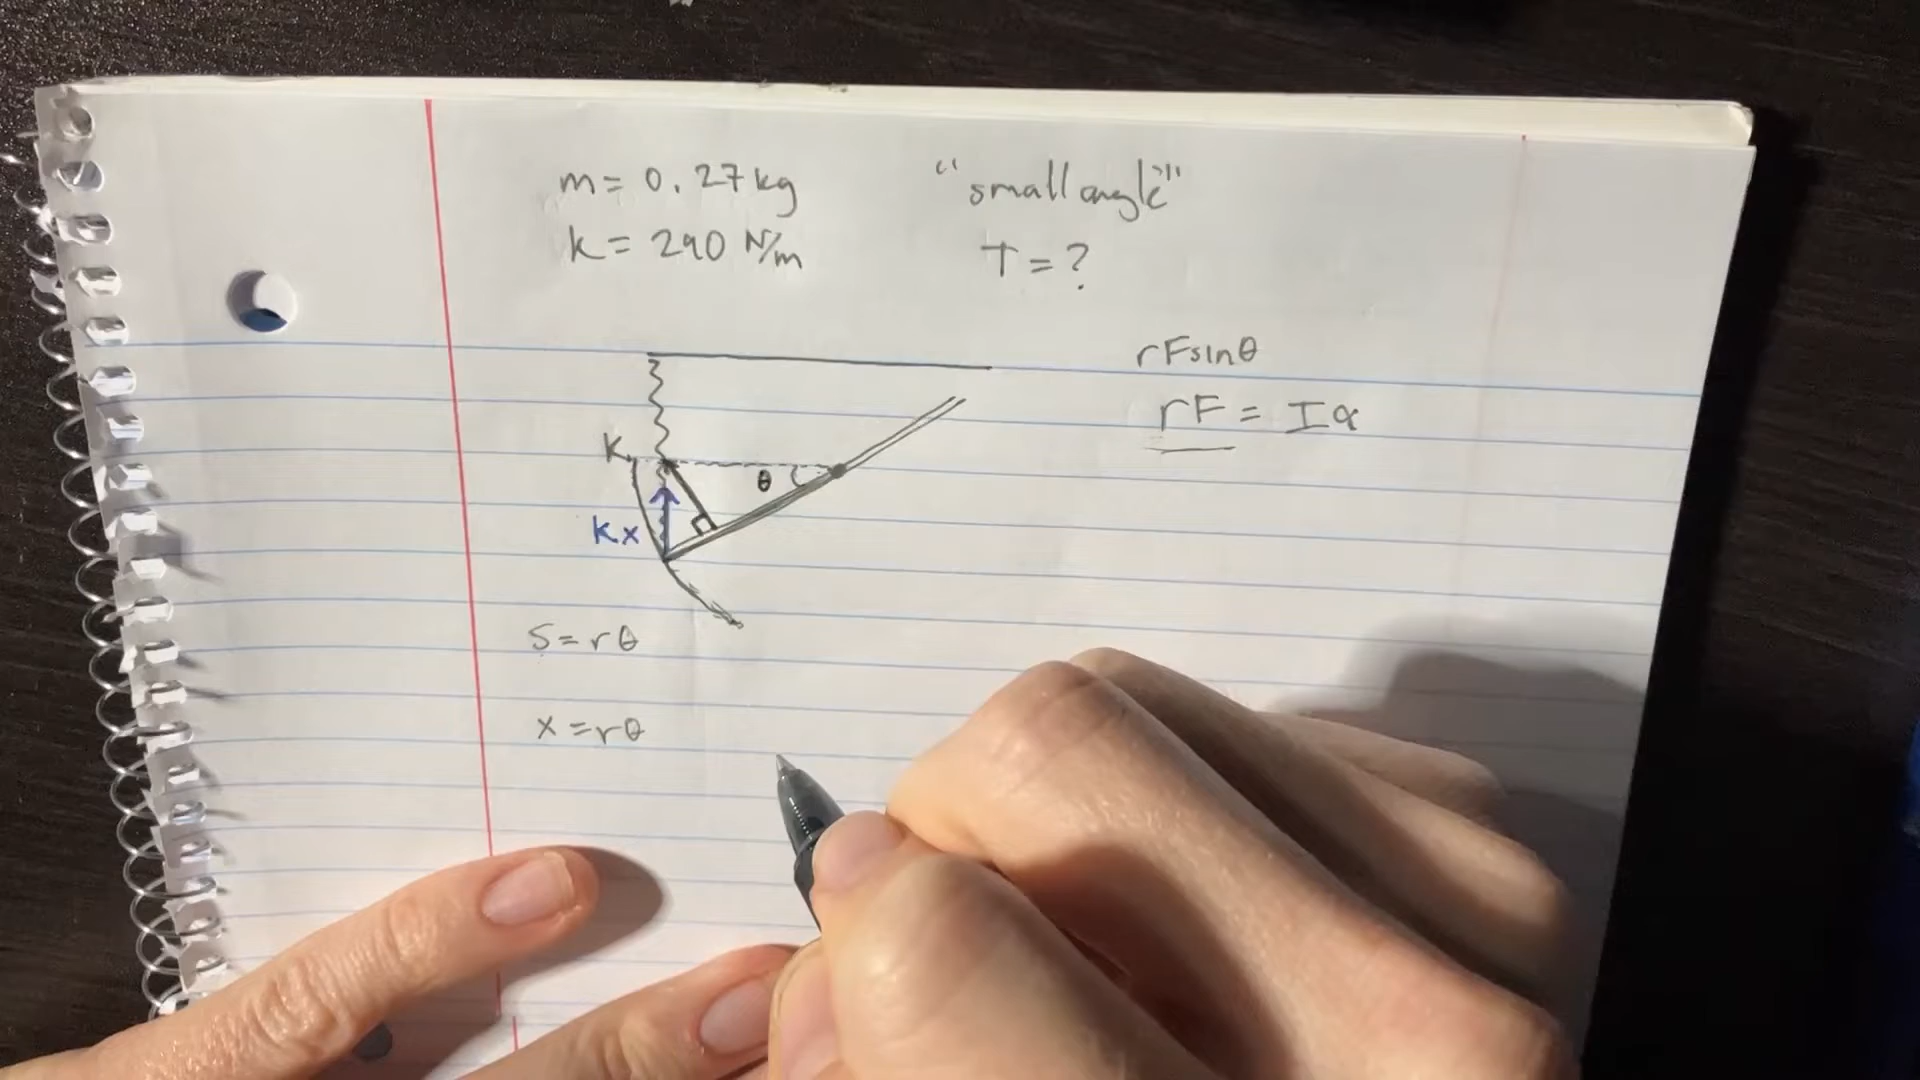 m = 0.27 kg
k = 290 N/m
"small angle"
T = ?
rFsinθ
rF = Iα
K
θ
kx
S = rθ
x = rθ